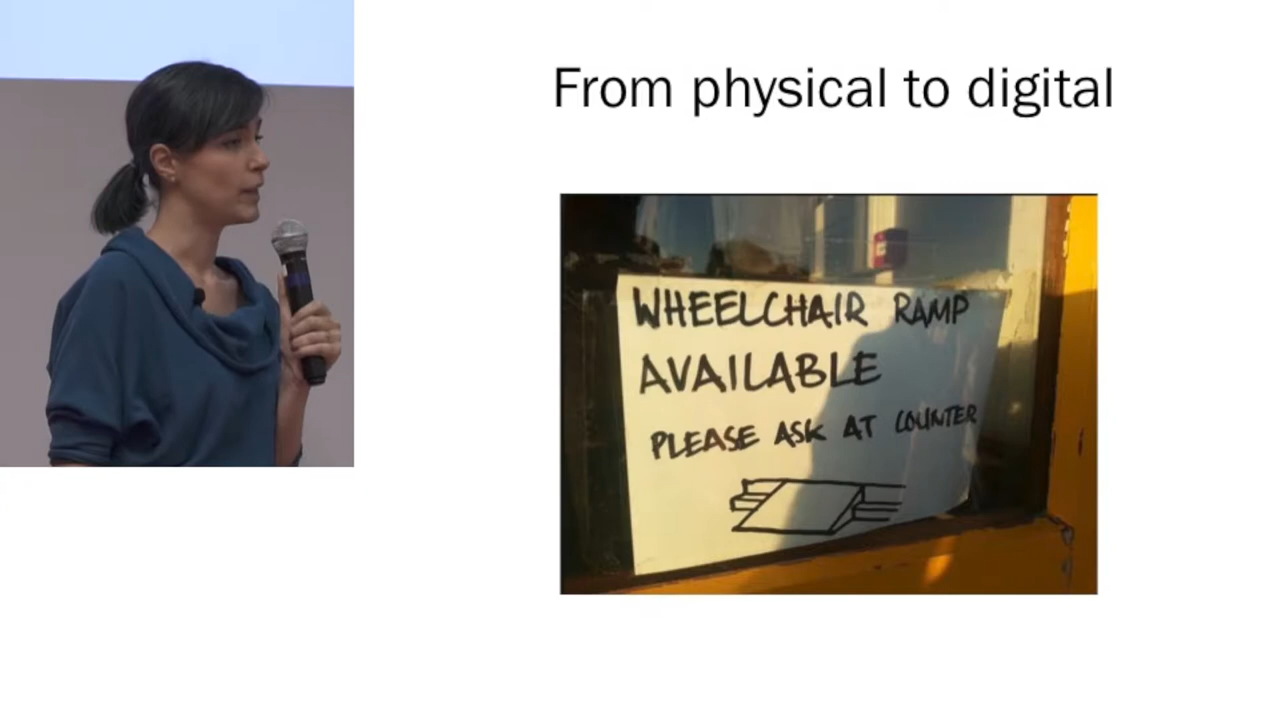 From physical to digital
WHEELCHAIR RAMP
AVAILABLE
PLEASE ASK AT COUNTER